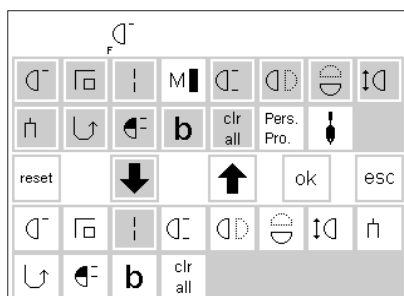 F
M
b clr all Pers. Pro.
reset ok esc
b clr all